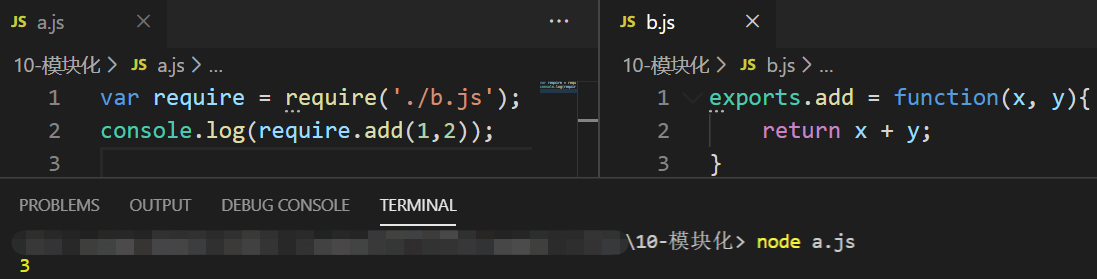 JS a.js × ···
10-模块化 > JS a.js > ...
1 var require = require('./b.js');
2 console.log(require.add(1,2));
3
JS b.js ×
10-模块化 > JS b.js > ...
1 exports.add = function(x, y){
2 return x + y;
3 }
PROBLEMS OUTPUT DEBUG CONSOLE TERMINAL
\10-模块化> node a.js
3